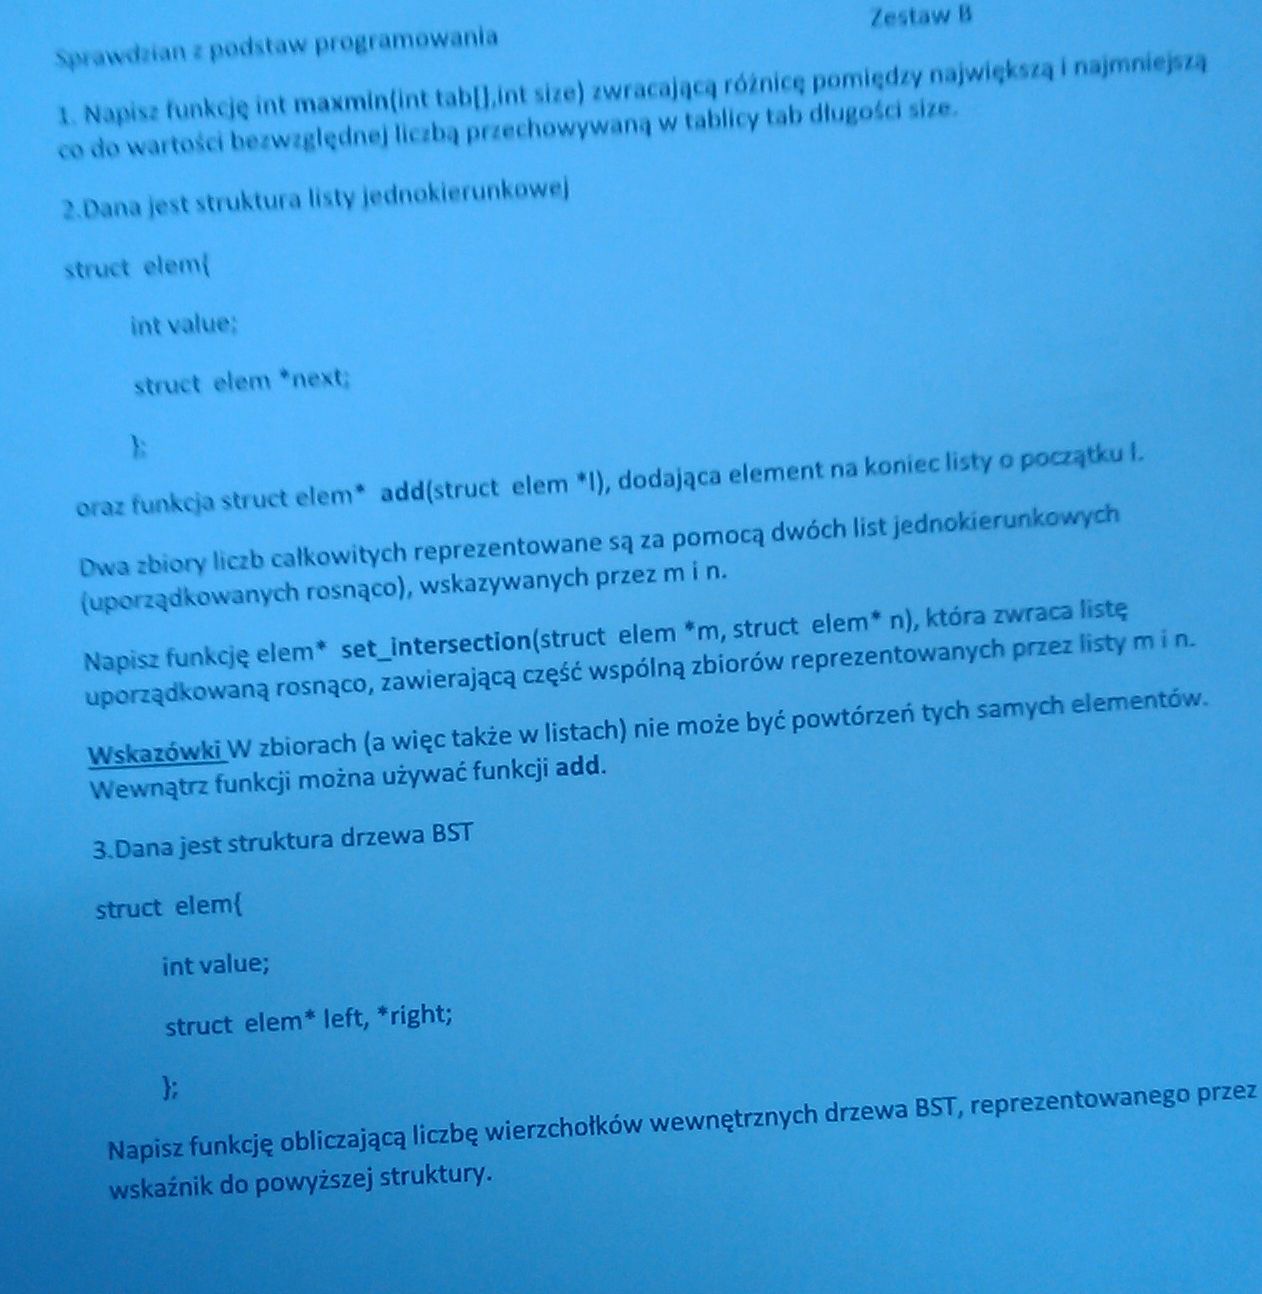 Zestaw B
Sprawdzian z podstaw programowania
1. Napisz funkcję int maxmin(int tab[],int size) zwracającą różnicę pomiędzy największą i najmniejszą
co do wartości bezwzględnej liczbą przechowywaną w tablicy tab długości size.
2.Dana jest struktura listy jednokierunkowej
struct elem{
int value;
struct elem *next;
};
oraz funkcja struct elem* add(struct elem *l), dodająca element na koniec listy o początku l.
Dwa zbiory liczb całkowitych reprezentowane są za pomocą dwóch list jednokierunkowych
(uporządkowanych rosnąco), wskazywanych przez m i n.
Napisz funkcję elem* set_intersection(struct elem *m, struct elem* n), która zwraca listę
uporządkowaną rosnąco, zawierającą część wspólną zbiorów reprezentowanych przez listy m i n.
Wskazówki W zbiorach (a więc także w listach) nie może być powtórzeń tych samych elementów.
Wewnątrz funkcji można używać funkcji add.
3.Dana jest struktura drzewa BST
struct elem{
int value;
struct elem* left, *right;
};
Napisz funkcję obliczającą liczbę wierzchołków wewnętrznych drzewa BST, reprezentowanego przez
wskaźnik do powyższej struktury.